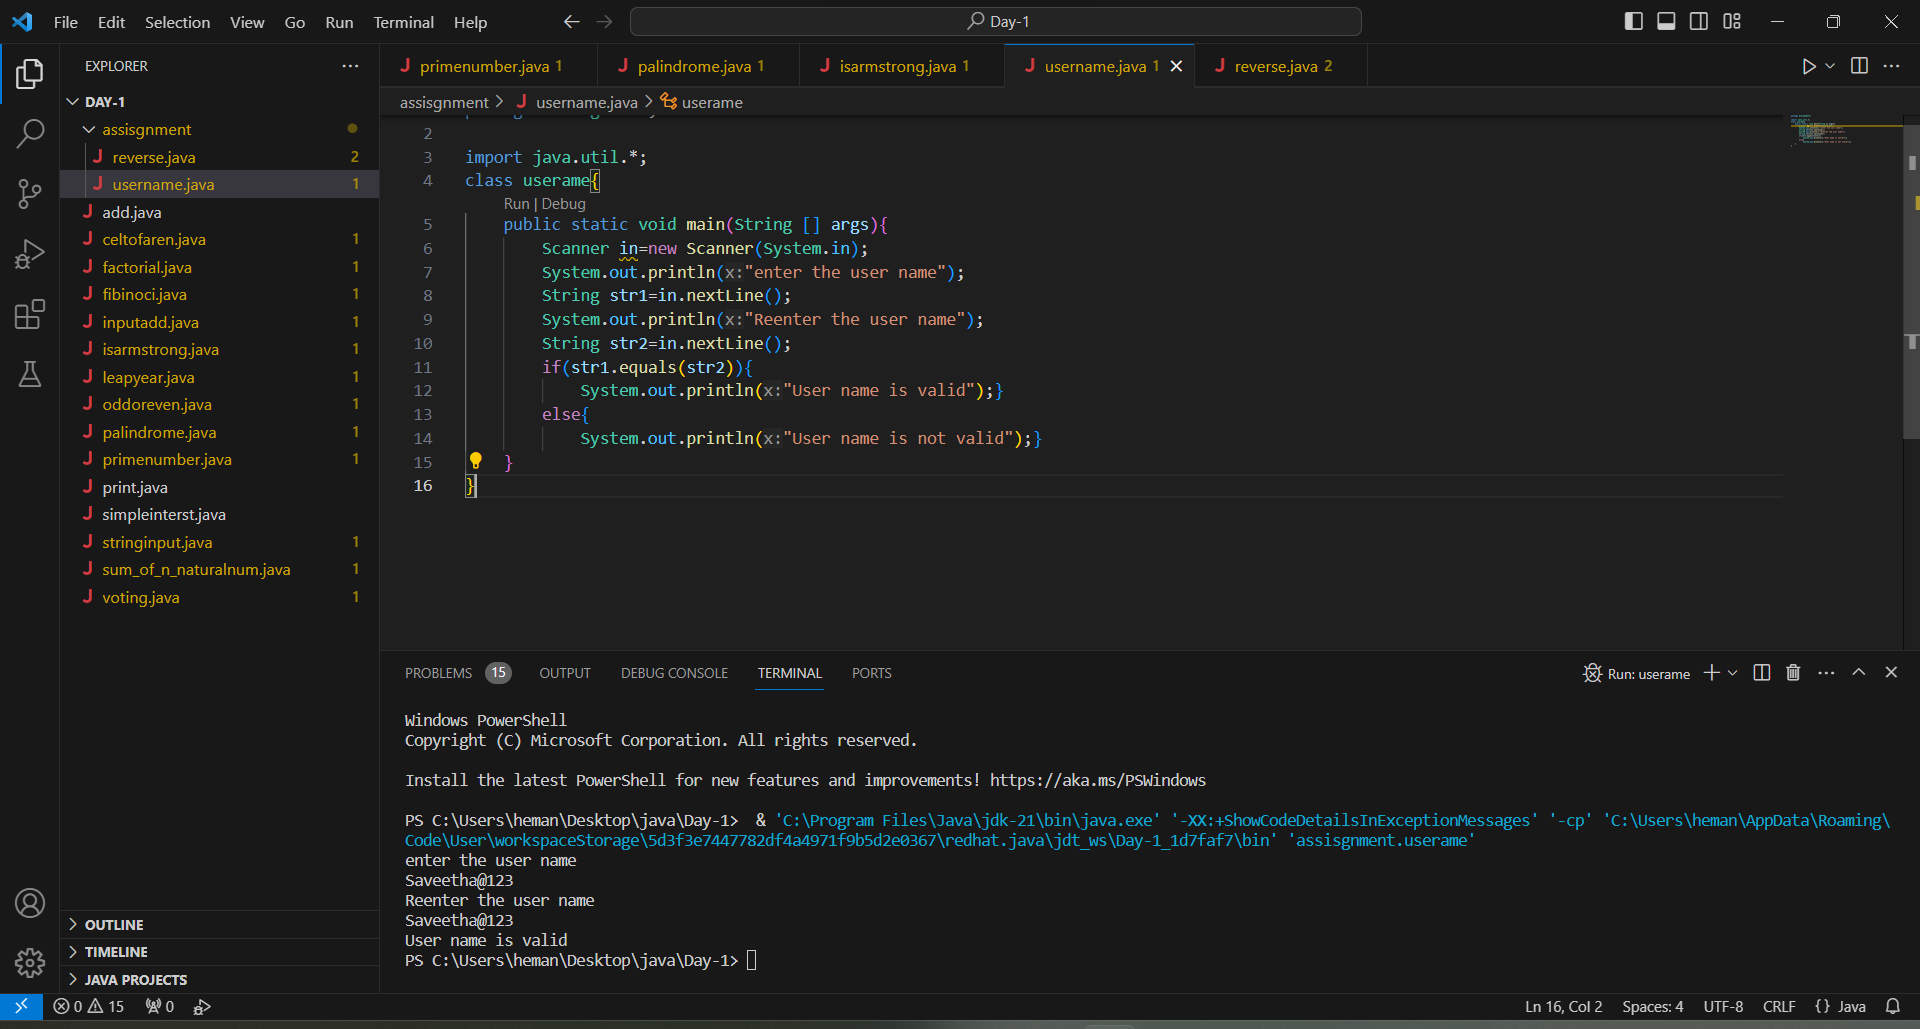 File Edit Selection View Go Run Terminal Help
Day-1
EXPLORER
DAY-1
assisgnment
reverse.java 2
username.java 1
add.java
celtofaren.java 1
factorial.java 1
fibinoci.java 1
inputadd.java 1
isarmstrong.java 1
leapyear.java 1
oddoreven.java 1
palindrome.java 1
primenumber.java 1
print.java
simpleinterst.java
stringinput.java 1
sum_of_n_naturalnum.java 1
voting.java 1
OUTLINE
TIMELINE
JAVA PROJECTS
primenumber.java 1 palindrome.java 1 isarmstrong.java 1 username.java 1 reverse.java 2
assisgnment > username.java > userame
2
3 import java.util.*;
4 class userame{
Run | Debug
5 public static void main(String [] args){
6 Scanner in=new Scanner(System.in);
7 System.out.println(x:"enter the user name");
8 String str1=in.nextLine();
9 System.out.println(x:"Reenter the user name");
10 String str2=in.nextLine();
11 if(str1.equals(str2)){
12 System.out.println(x:"User name is valid");}
13 else{
14 System.out.println(x:"User name is not valid");}
15 }
16 }
PROBLEMS 15 OUTPUT DEBUG CONSOLE TERMINAL PORTS
Run: userame
Windows PowerShell
Copyright (C) Microsoft Corporation. All rights reserved.
Install the latest PowerShell for new features and improvements! https://aka.ms/PSWindows
PS C:\Users\heman\Desktop\java\Day-1>  & 'C:\Program Files\Java\jdk-21\bin\java.exe' '-XX:+ShowCodeDetailsInExceptionMessages' '-cp' 'C:\Users\heman\AppData\Roaming\
Code\User\workspaceStorage\5d3f3e7447782df4a4971f9b5d2e0367\redhat.java\jdt_ws\Day-1_1d7faf7\bin' 'assisgnment.userame'
enter the user name
Saveetha@123
Reenter the user name
Saveetha@123
User name is valid
PS C:\Users\heman\Desktop\java\Day-1>
0 15 0 Ln 16, Col 2 Spaces: 4 UTF-8 CRLF {} Java